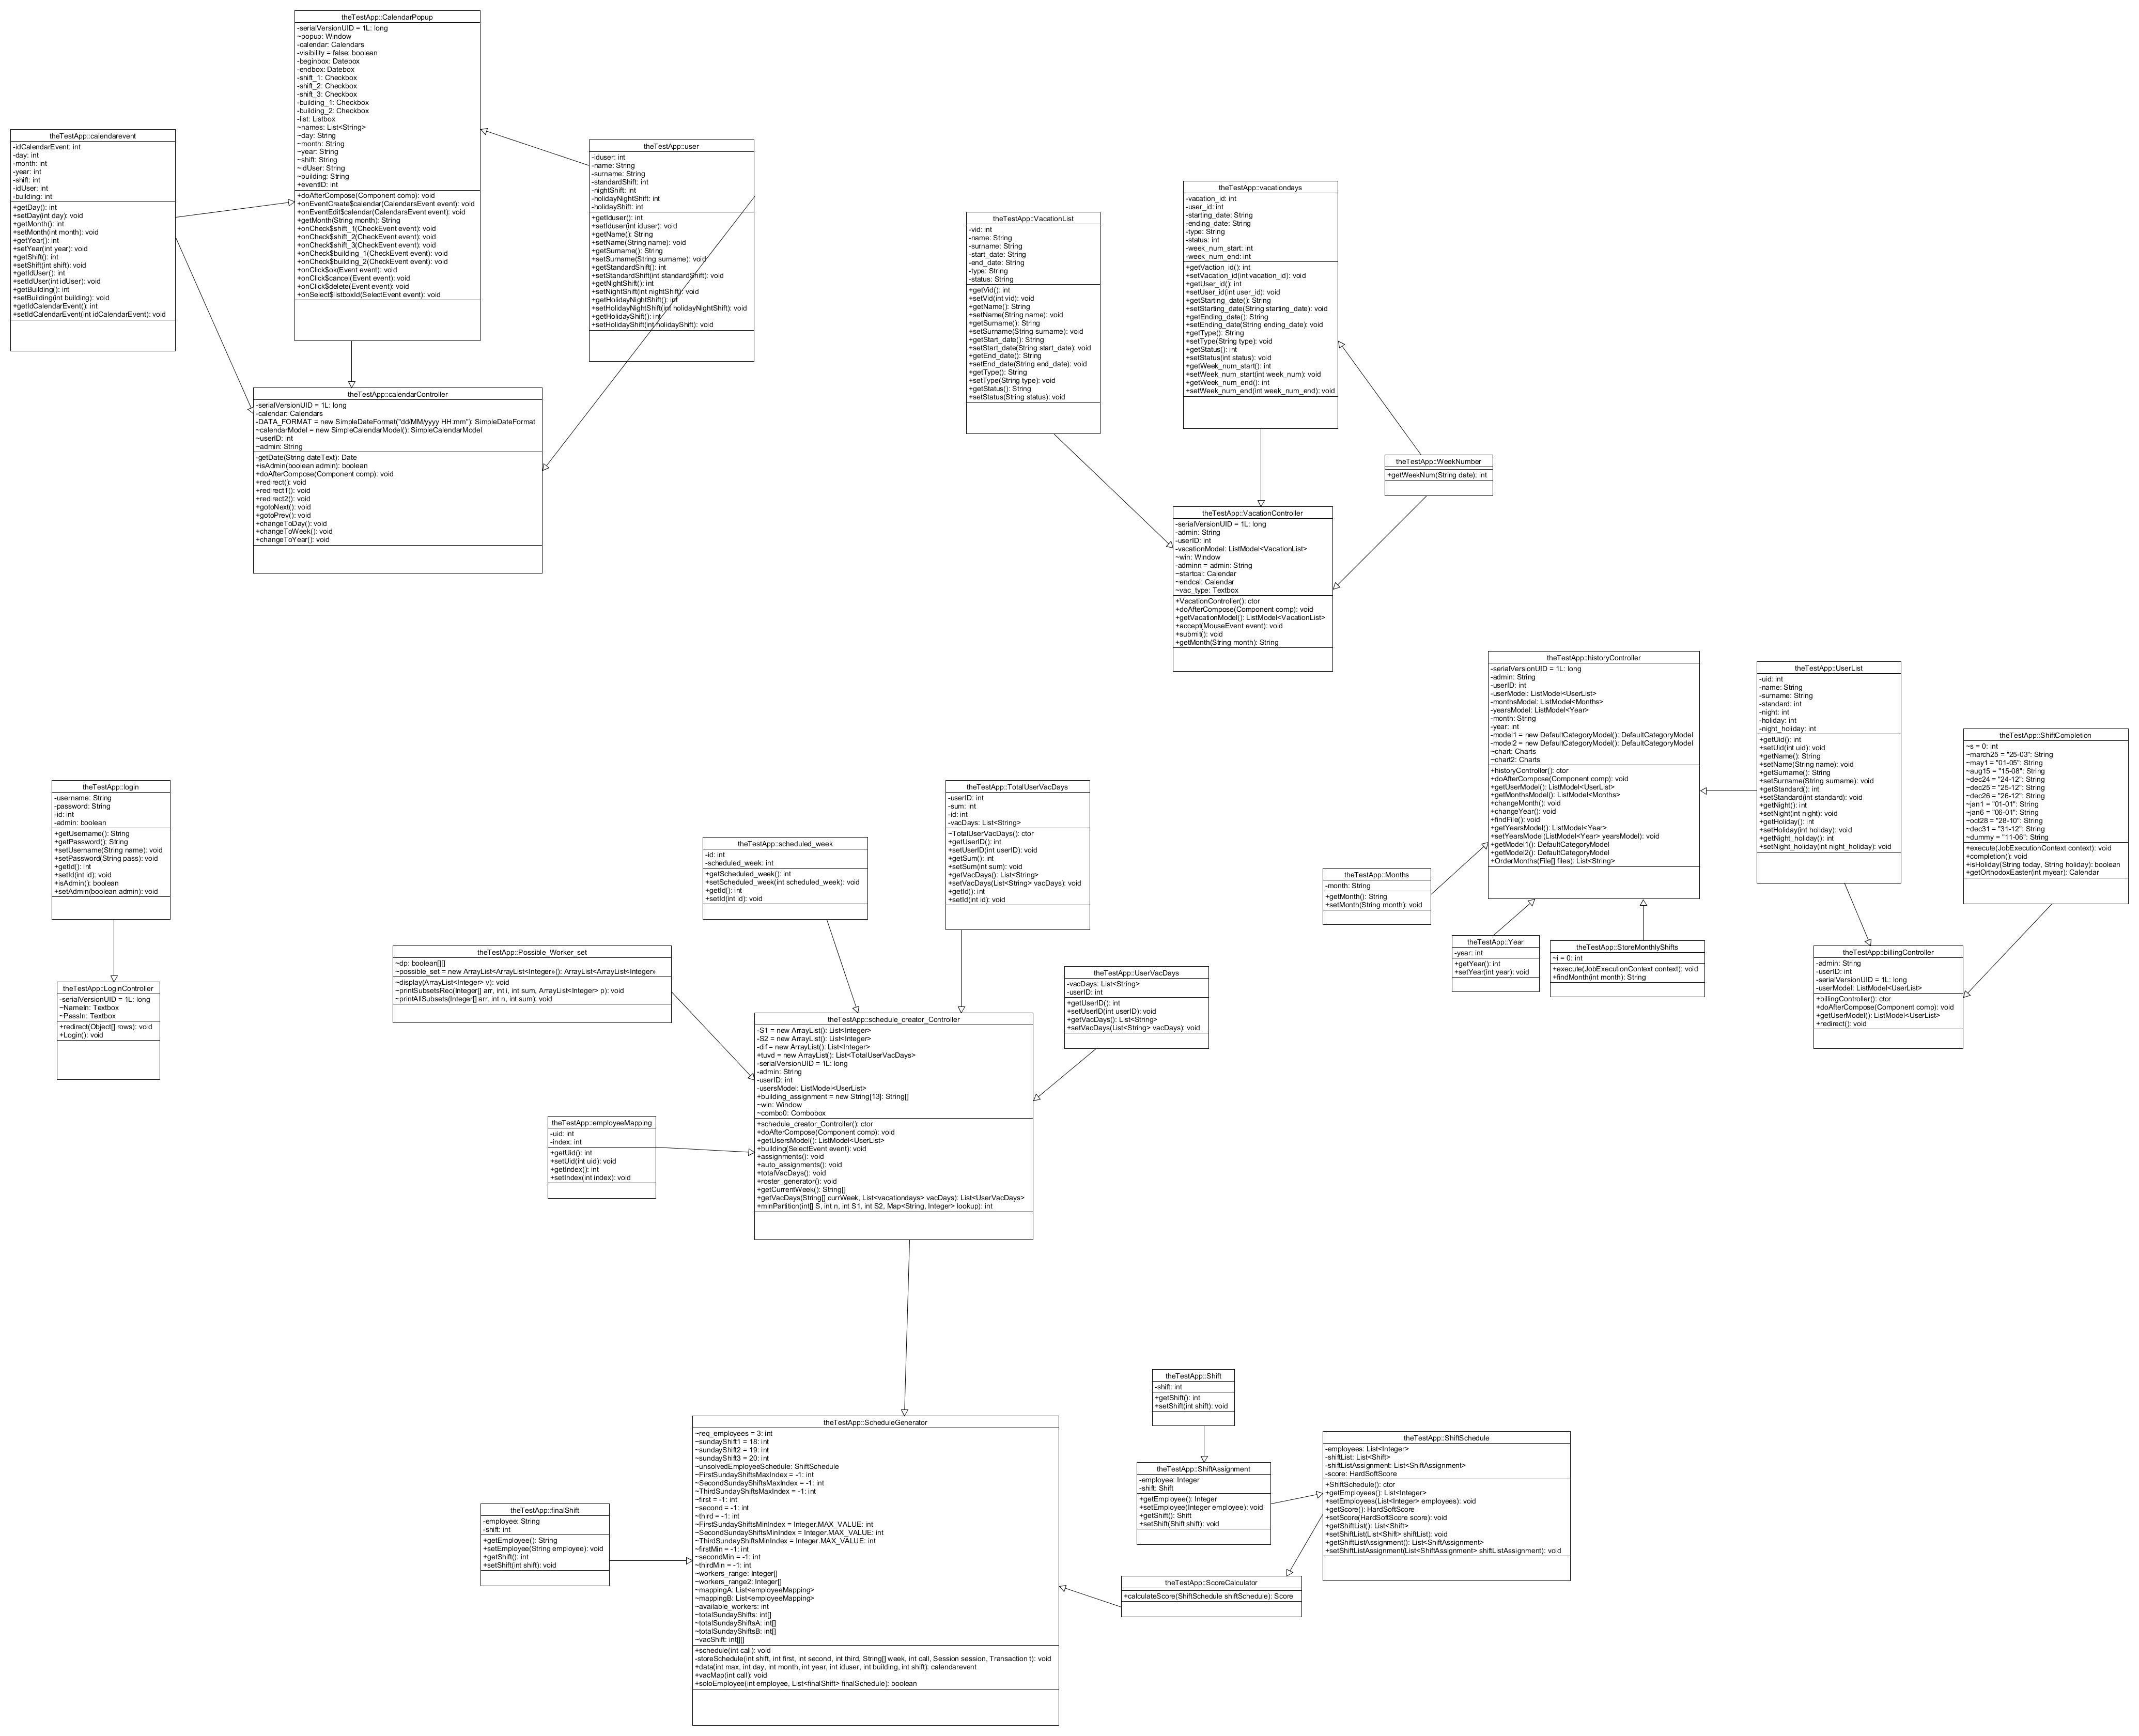 theTestApp::CalendarPopup
-serialVersionUID = 1L: long
~popup: Window
-calendar: Calendars
-visibility = false: boolean
-beginbox: Datebox
-endbox: Datebox
-shift_1: Checkbox
-shift_2: Checkbox
-shift_3: Checkbox
-building_1: Checkbox
-building_2: Checkbox
-list: Listbox
~names: List<String>
~day: String
~month: String
~year: String
~shift: String
~idUser: String
~building: String
+eventID: int
+doAfterCompose(Component comp): void
+onEventCreate$calendar(CalendarsEvent event): void
+onEventEdit$calendar(CalendarsEvent event): void
+getMonth(String month): String
+onCheck$shift_1(CheckEvent event): void
+onCheck$shift_2(CheckEvent event): void
+onCheck$shift_3(CheckEvent event): void
+onCheck$building_1(CheckEvent event): void
+onCheck$building_2(CheckEvent event): void
+onClick$ok(Event event): void
+onClick$cancel(Event event): void
+onClick$delete(Event event): void
+onSelect$listboxId(SelectEvent event): void
theTestApp::calendarevent
-idCalendarEvent: int
-day: int
-month: int
-year: int
-shift: int
-idUser: int
-building: int
+getDay(): int
+setDay(int day): void
+getMonth(): int
+setMonth(int month): void
+getYear(): int
+setYear(int year): void
+getShift(): int
+setShift(int shift): void
+getIdUser(): int
+setIdUser(int idUser): void
+getBuilding(): int
+setBuilding(int building): void
+getIdCalendarEvent(): int
+setIdCalendarEvent(int idCalendarEvent): void
theTestApp::user
-iduser: int
-name: String
-surname: String
-standardShift: int
-nightShift: int
-holidayNightShift: int
-holidayShift: int
+getIduser(): int
+setIduser(int iduser): void
+getName(): String
+setName(String name): void
+getSurname(): String
+setSurname(String surname): void
+getStandardShift(): int
+setStandardShift(int standardShift): void
+getNightShift(): int
+setNightShift(int nightShift): void
+getHolidayNightShift(): int
+setHolidayNightShift(int holidayNightShift): void
+getHolidayShift(): int
+setHolidayShift(int holidayShift): void
theTestApp::calendarController
-serialVersionUID = 1L: long
-calendar: Calendars
-DATA_FORMAT = new SimpleDateFormat("dd/MM/yyyy HH:mm"): SimpleDateFormat
~calendarModel = new SimpleCalendarModel(): SimpleCalendarModel
~userID: int
~admin: String
-getDate(String dateText): Date
+isAdmin(boolean admin): boolean
+doAfterCompose(Component comp): void
+redirect(): void
+redirect1(): void
+redirect2(): void
+gotoNext(): void
+gotoPrev(): void
+changeToDay(): void
+changeToWeek(): void
+changeToYear(): void
theTestApp::VacationList
-vid: int
-name: String
-surname: String
-start_date: String
-end_date: String
-type: String
-status: String
+getVid(): int
+setVid(int vid): void
+getName(): String
+setName(String name): void
+getSurname(): String
+setSurname(String surname): void
+getStart_date(): String
+setStart_date(String start_date): void
+getEnd_date(): String
+setEnd_date(String end_date): void
+getType(): String
+setType(String type): void
+getStatus(): String
+setStatus(String status): void
theTestApp::vacationdays
-vacation_id: int
-user_id: int
-starting_date: String
-ending_date: String
-type: String
-status: int
-week_num_start: int
-week_num_end: int
+getVaction_id(): int
+setVacation_id(int vacation_id): void
+getUser_id(): int
+setUser_id(int user_id): void
+getStarting_date(): String
+setStarting_date(String starting_date): void
+getEnding_date(): String
+setEnding_date(String ending_date): void
+getType(): String
+setType(String type): void
+getStatus(): int
+setStatus(int status): void
+getWeek_num_start(): int
+setWeek_num_start(int week_num): void
+getWeek_num_end(): int
+setWeek_num_end(int week_num_end): void
theTestApp::WeekNumber
+getWeekNum(String date): int
theTestApp::VacationController
-serialVersionUID = 1L: long
-admin: String
-userID: int
-vacationModel: ListModel<VacationList>
~win: Window
-adminn = admin: String
~startcal: Calendar
~endcal: Calendar
~vac_type: Textbox
+VacationController(): ctor
+doAfterCompose(Component comp): void
+getVacationModel(): ListModel<VacationList>
+accept(MouseEvent event): void
+submit(): void
+getMonth(String month): String
theTestApp::historyController
-serialVersionUID = 1L: long
-admin: String
-userID: int
-userModel: ListModel<UserList>
-monthsModel: ListModel<Months>
-yearsModel: ListModel<Year>
-month: String
-year: int
-model1 = new DefaultCategoryModel(): DefaultCategoryModel
-model2 = new DefaultCategoryModel(): DefaultCategoryModel
~chart: Charts
~chart2: Charts
+historyController(): ctor
+doAfterCompose(Component comp): void
+getUserModel(): ListModel<UserList>
+getMonthsModel(): ListModel<Months>
+changeMonth(): void
+changeYear(): void
+findFile(): void
+getYearsModel(): ListModel<Year>
+setYearsModel(ListModel<Year> yearsModel): void
+getModel1(): DefaultCategoryModel
+getModel2(): DefaultCategoryModel
+OrderMonths(File[] files): List<String>
theTestApp::UserList
-uid: int
-name: String
-surname: String
-standard: int
-night: int
-holiday: int
-night_holiday: int
+getUid(): int
+setUid(int uid): void
+getName(): String
+setName(String name): void
+getSurname(): String
+setSurname(String surname): void
+getStandard(): int
+setStandard(int standard): void
+getNight(): int
+setNight(int night): void
+getHoliday(): int
+setHoliday(int holiday): void
+getNight_holiday(): int
+setNight_holiday(int night_holiday): void
theTestApp::ShiftCompletion
~s = 0: int
~march25 = "25-03": String
~may1 = "01-05": String
~aug15 = "15-08": String
~dec24 = "24-12": String
~dec25 = "25-12": String
~dec26 = "26-12": String
~jan1 = "01-01": String
~jan6 = "06-01": String
~oct28 = "28-10": String
~dec31 = "31-12": String
~dummy = "11-06": String
+execute(JobExecutionContext context): void
+completion(): void
+isHoliday(String today, String holiday): boolean
+getOrthodoxEaster(int myear): Calendar
theTestApp::Months
-month: String
+getMonth(): String
+setMonth(String month): void
theTestApp::Year
-year: int
+getYear(): int
+setYear(int year): void
theTestApp::StoreMonthlyShifts
~i = 0: int
+execute(JobExecutionContext context): void
+findMonth(int month): String
theTestApp::billingController
-admin: String
-userID: int
-serialVersionUID = 1L: long
-userModel: ListModel<UserList>
+billingController(): ctor
+doAfterCompose(Component comp): void
+getUserModel(): ListModel<UserList>
+redirect(): void
theTestApp::login
-username: String
-password: String
-id: int
-admin: boolean
+getUsername(): String
+getPassword(): String
+setUsername(String name): void
+setPassword(String pass): void
+getId(): int
+setId(int id): void
+isAdmin(): boolean
+setAdmin(boolean admin): void
theTestApp::LoginController
-serialVersionUID = 1L: long
~NameIn: Textbox
~PassIn: Textbox
+redirect(Object[] rows): void
+Login(): void
theTestApp::TotalUserVacDays
-userID: int
-sum: int
-id: int
-vacDays: List<String>
~TotalUserVacDays(): ctor
+getUserID(): int
+setUserID(int userID): void
+getSum(): int
+setSum(int sum): void
+getVacDays(): List<String>
+setVacDays(List<String> vacDays): void
+getId(): int
+setId(int id): void
theTestApp::scheduled_week
-id: int
-scheduled_week: int
+getScheduled_week(): int
+setScheduled_week(int scheduled_week): void
+getId(): int
+setId(int id): void
theTestApp::Possible_Worker_set
~dp: boolean[][]
~possible_set = new ArrayList<ArrayList<Integer»(): ArrayList<ArrayList<Integer»
~display(ArrayList<Integer> v): void
~printSubsetsRec(Integer[] arr, int i, int sum, ArrayList<Integer> p): void
~printAllSubsets(Integer[] arr, int n, int sum): void
theTestApp::UserVacDays
-vacDays: List<String>
-userID: int
+getUserID(): int
+setUserID(int userID): void
+getVacDays(): List<String>
+setVacDays(List<String> vacDays): void
theTestApp::schedule_creator_Controller
-S1 = new ArrayList(): List<Integer>
-S2 = new ArrayList(): List<Integer>
-dif = new ArrayList(): List<Integer>
+tuvd = new ArrayList(): List<TotalUserVacDays>
-serialVersionUID = 1L: long
-admin: String
-userID: int
-usersModel: ListModel<UserList>
+building_assignment = new String[13]: String[]
~win: Window
~combo0: Combobox
+schedule_creator_Controller(): ctor
+doAfterCompose(Component comp): void
+getUsersModel(): ListModel<UserList>
+building(SelectEvent event): void
+assignments(): void
+auto_assignments(): void
+totalVacDays(): void
+roster_generator(): void
+getCurrentWeek(): String[]
+getVacDays(String[] currWeek, List<vacationdays> vacDays): List<UserVacDays>
+minPartition(int[] S, int n, int S1, int S2, Map<String, Integer> lookup): int
theTestApp::employeeMapping
-uid: int
-index: int
+getUid(): int
+setUid(int uid): void
+getIndex(): int
+setIndex(int index): void
theTestApp::ScheduleGenerator
~req_employees = 3: int
~sundayShift1 = 18: int
~sundayShift2 = 19: int
~sundayShift3 = 20: int
~unsolvedEmployeeSchedule: ShiftSchedule
~FirstSundayShiftsMaxIndex = -1: int
~SecondSundayShiftsMaxIndex = -1: int
~ThirdSundayShiftsMaxIndex = -1: int
~first = -1: int
~second = -1: int
~third = -1: int
~FirstSundayShiftsMinIndex = Integer.MAX_VALUE: int
~SecondSundayShiftsMinIndex = Integer.MAX_VALUE: int
~ThirdSundayShiftsMinIndex = Integer.MAX_VALUE: int
~firstMin = -1: int
~secondMin = -1: int
~thirdMin = -1: int
~workers_range: Integer[]
~workers_range2: Integer[]
~mappingA: List<employeeMapping>
~mappingB: List<employeeMapping>
~available_workers: int
~totalSundayShifts: int[]
~totalSundayShiftsA: int[]
~totalSundayShiftsB: int[]
~vacShift: int[][]
+schedule(int call): void
-storeSchedule(int shift, int first, int second, int third, String[] week, int call, Session session, Transaction t): void
+data(int max, int day, int month, int year, int iduser, int building, int shift): calendarevent
+vacMap(int call): void
+soloEmployee(int employee, List<finalShift> finalSchedule): boolean
theTestApp::finalShift
-employee: String
-shift: int
+getEmployee(): String
+setEmployee(String employee): void
+getShift(): int
+setShift(int shift): void
theTestApp::Shift
-shift: int
+getShift(): int
+setShift(int shift): void
theTestApp::ShiftAssignment
-employee: Integer
-shift: Shift
+getEmployee(): Integer
+setEmployee(Integer employee): void
+getShift(): Shift
+setShift(Shift shift): void
theTestApp::ShiftSchedule
-employees: List<Integer>
-shiftList: List<Shift>
-shiftListAssignment: List<ShiftAssignment>
-score: HardSoftScore
+ShiftSchedule(): ctor
+getEmployees(): List<Integer>
+setEmployees(List<Integer> employees): void
+getScore(): HardSoftScore
+setScore(HardSoftScore score): void
+getShiftList(): List<Shift>
+setShiftList(List<Shift> shiftList): void
+getShiftListAssignment(): List<ShiftAssignment>
+setShiftListAssignment(List<ShiftAssignment> shiftListAssignment): void
theTestApp::ScoreCalculator
+calculateScore(ShiftSchedule shiftSchedule): Score